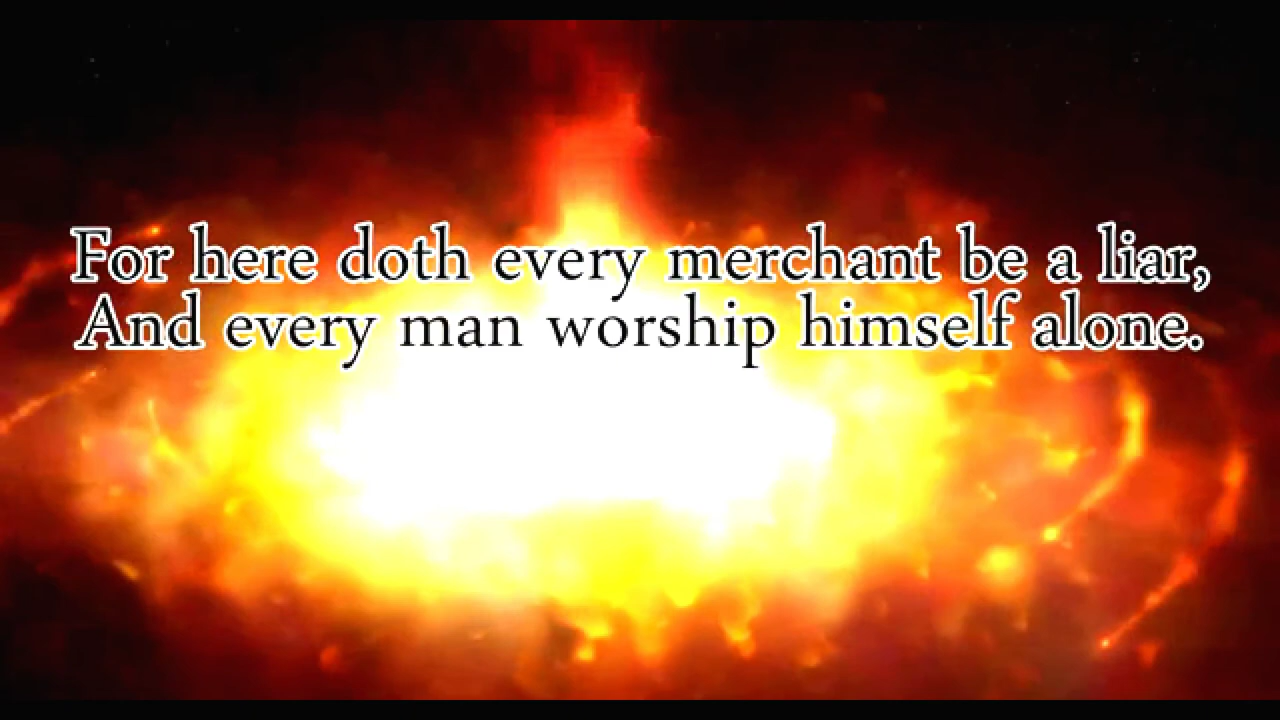 For here doth every merchant be a liar,
And every man worship himself alone.